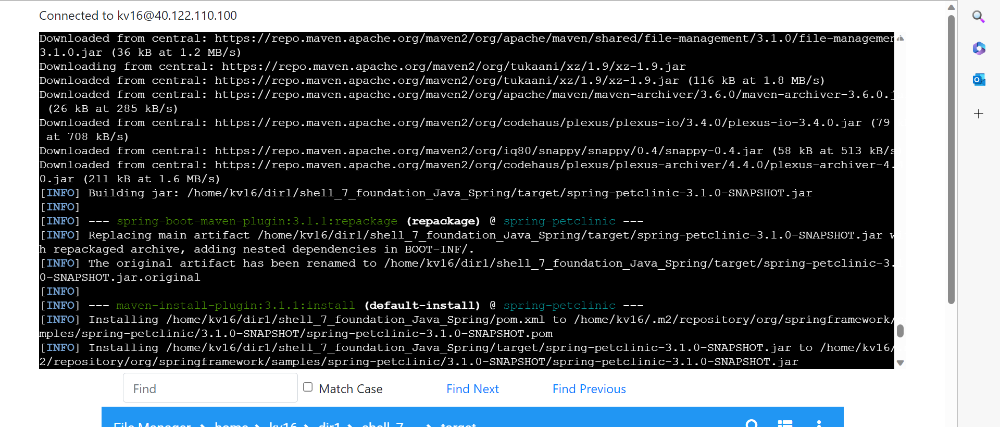 Connected to kv16@40.122.110.100
Downloaded from central: https://repo.maven.apache.org/maven2/org/apache/maven/shared/file-management/3.1.0/file-managemen
3.1.0.jar (36 kB at 1.2 MB/s)
Downloading from central: https://repo.maven.apache.org/maven2/org/tukaani/xz/1.9/xz-1.9.jar
Downloaded from central: https://repo.maven.apache.org/maven2/org/tukaani/xz/1.9/xz-1.9.jar (116 kB at 1.8 MB/s)
Downloaded from central: https://repo.maven.apache.org/maven2/org/apache/maven/maven-archiver/3.6.0/maven-archiver-3.6.0.j
(26 kB at 285 kB/s)
Downloaded from central: https://repo.maven.apache.org/maven2/org/codehaus/plexus/plexus-io/3.4.0/plexus-io-3.4.0.jar (79
at 708 kB/s)
Downloaded from central: https://repo.maven.apache.org/maven2/org/iq80/snappy/snappy/0.4/snappy-0.4.jar (58 kB at 513 kB/s
Downloaded from central: https://repo.maven.apache.org/maven2/org/codehaus/plexus/plexus-archiver/4.4.0/plexus-archiver-4.4
0.jar (211 kB at 1.6 MB/s)
[INFO] Building jar: /home/kv16/dir1/shell_7_foundation_Java_Spring/target/spring-petclinic-3.1.0-SNAPSHOT.jar
[INFO]
[INFO] --- spring-boot-maven-plugin:3.1.1:repackage (repackage) @ spring-petclinic ---
[INFO] Replacing main artifact /home/kv16/dir1/shell_7_foundation_Java_Spring/target/spring-petclinic-3.1.0-SNAPSHOT.jar w
h repackaged archive, adding nested dependencies in BOOT-INF/.
[INFO] The original artifact has been renamed to /home/kv16/dir1/shell_7_foundation_Java_Spring/target/spring-petclinic-3.1
0-SNAPSHOT.jar.original
[INFO]
[INFO] --- maven-install-plugin:3.1.1:install (default-install) @ spring-petclinic ---
[INFO] Installing /home/kv16/dir1/shell_7_foundation_Java_Spring/pom.xml to /home/kv16/.m2/repository/org/springframework/
mples/spring-petclinic/3.1.0-SNAPSHOT/spring-petclinic-3.1.0-SNAPSHOT.pom
[INFO] Installing /home/kv16/dir1/shell_7_foundation_Java_Spring/target/spring-petclinic-3.1.0-SNAPSHOT.jar to /home/kv16/
2/repository/org/springframework/samples/spring-petclinic/3.1.0-SNAPSHOT/spring-petclinic-3.1.0-SNAPSHOT.jar
Find Match Case Find Next Find Previous
File Manager > home > kv16 > dir1 > shell_7_... > target